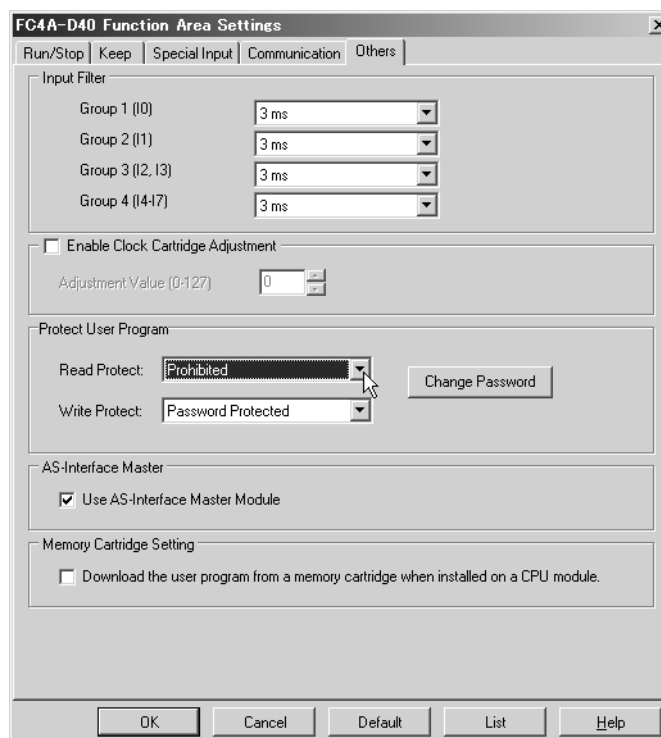 FC4A-D40 Function Area Settings
Run/Stop Keep Special Input Communication Others
Input Filter
Group 1 (I0) 3 ms
Group 2 (I1) 3 ms
Group 3 (I2, I3) 3 ms
Group 4 (I4-I7) 3 ms
Enable Clock Cartridge Adjustment
Adjustment Value (0-127) 0
Protect User Program
Read Protect: Prohibited Change Password
Write Protect: Password Protected
AS-Interface Master
Use AS-Interface Master Module
Memory Cartridge Setting
Download the user program from a memory cartridge when installed on a CPU module.
OK Cancel Default List Help